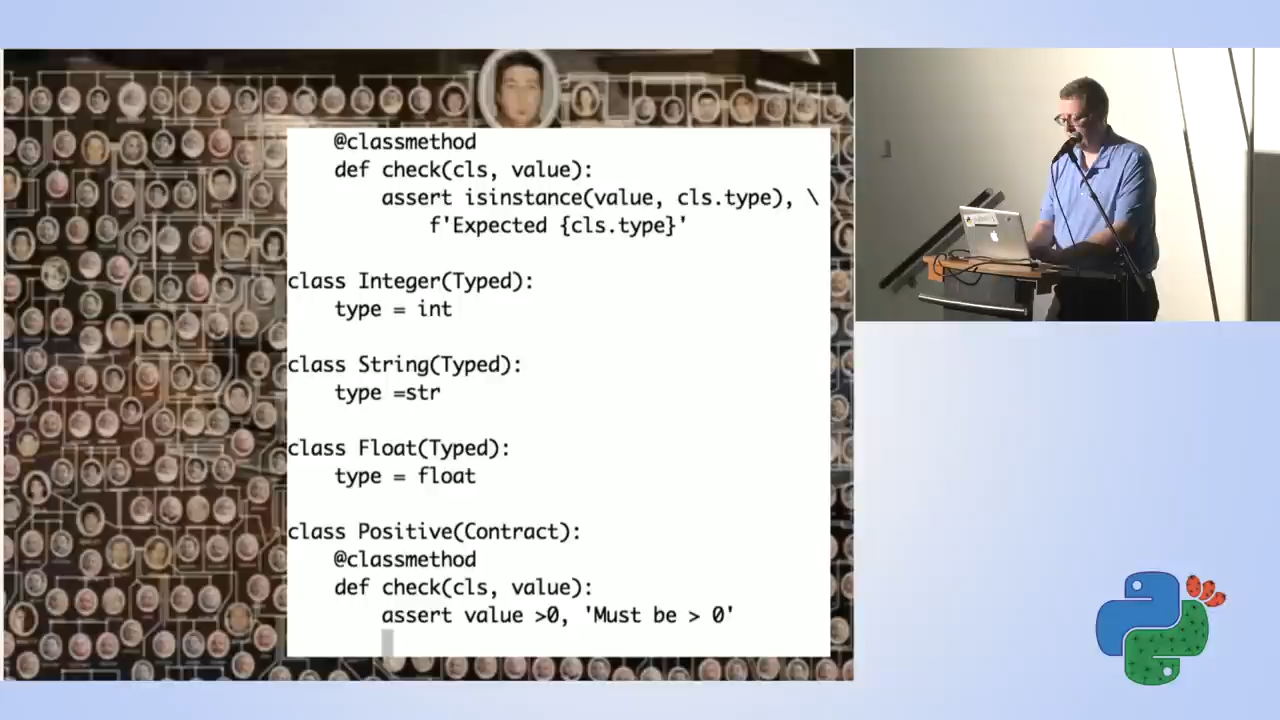 @classmethod
def check(cls, value):
assert isinstance(value, cls.type), \
f'Expected {cls.type}'
class Integer(Typed):
type = int
class String(Typed):
type =str
class Float(Typed):
type = float
class Positive(Contract):
@classmethod
def check(cls, value):
assert value >0, 'Must be > 0'